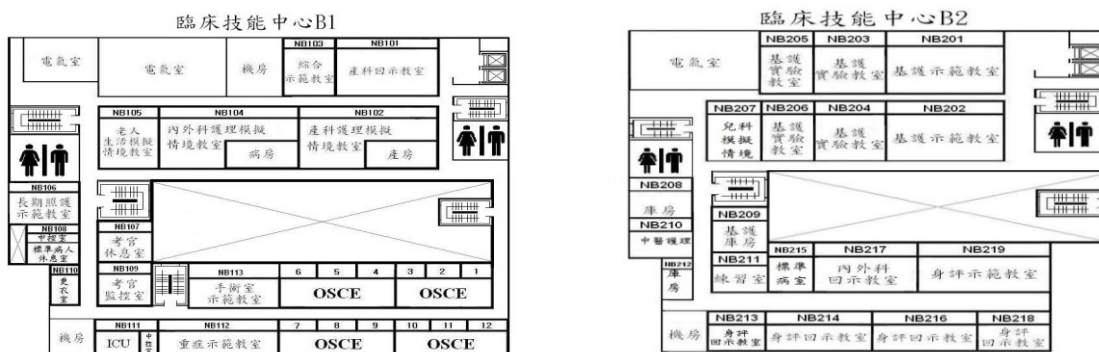 臨床技能中心B1
NB103
NB101
電氣室
電氣室
機房
綜合
示範教室
產科回示教室
NB105
NB104
NB102
老人
生活模擬
情境教室
內外科護理模擬
情境教室
病房
產科護理模擬
情境教室
產房
NB106
長期照護
示範教室
NB108
中控室
標準病人
休息室
NB107
考官
休息室
NB110
更衣室
NB109
考官
監控室
NB113
手術室
示範教室
6
5
4
3
2
1
OSCE
OSCE
機房
NB111
ICU
中控室
NB112
重症示範教室
7
8
9
10
11
12
OSCE
OSCE
臨床技能中心B2
NB205
NB203
NB201
電氣室
基護
實驗
教室
基護
實驗教室
基護示範教室
NB207
NB206
NB204
NB202
兒科
模擬
情境
基護
實驗
教室
基護
實驗教室
基護示範教室
NB208
庫房
NB210
中醫護理
NB209
基護
庫房
NB212
庫房
NB211
練習室
NB215
標準
病室
NB217
內外科
回示教室
NB219
身評示範教室
機房
NB213
身評
回示教室
NB214
身評回示教室
NB216
身評回示教室
NB218
身評
回示教室